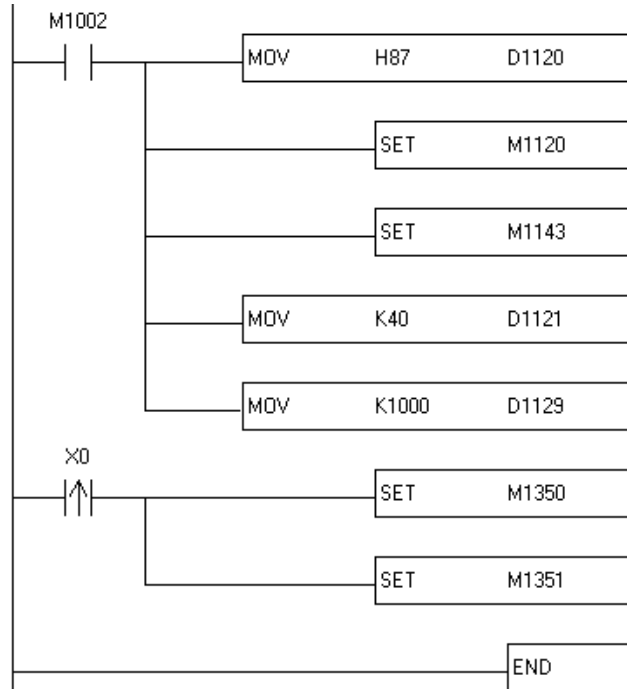 M1002
MOV H87 D1120
SET M1120
SET M1143
MOV K40 D1121
MOV K1000 D1129
X0
SET M1350
SET M1351
END